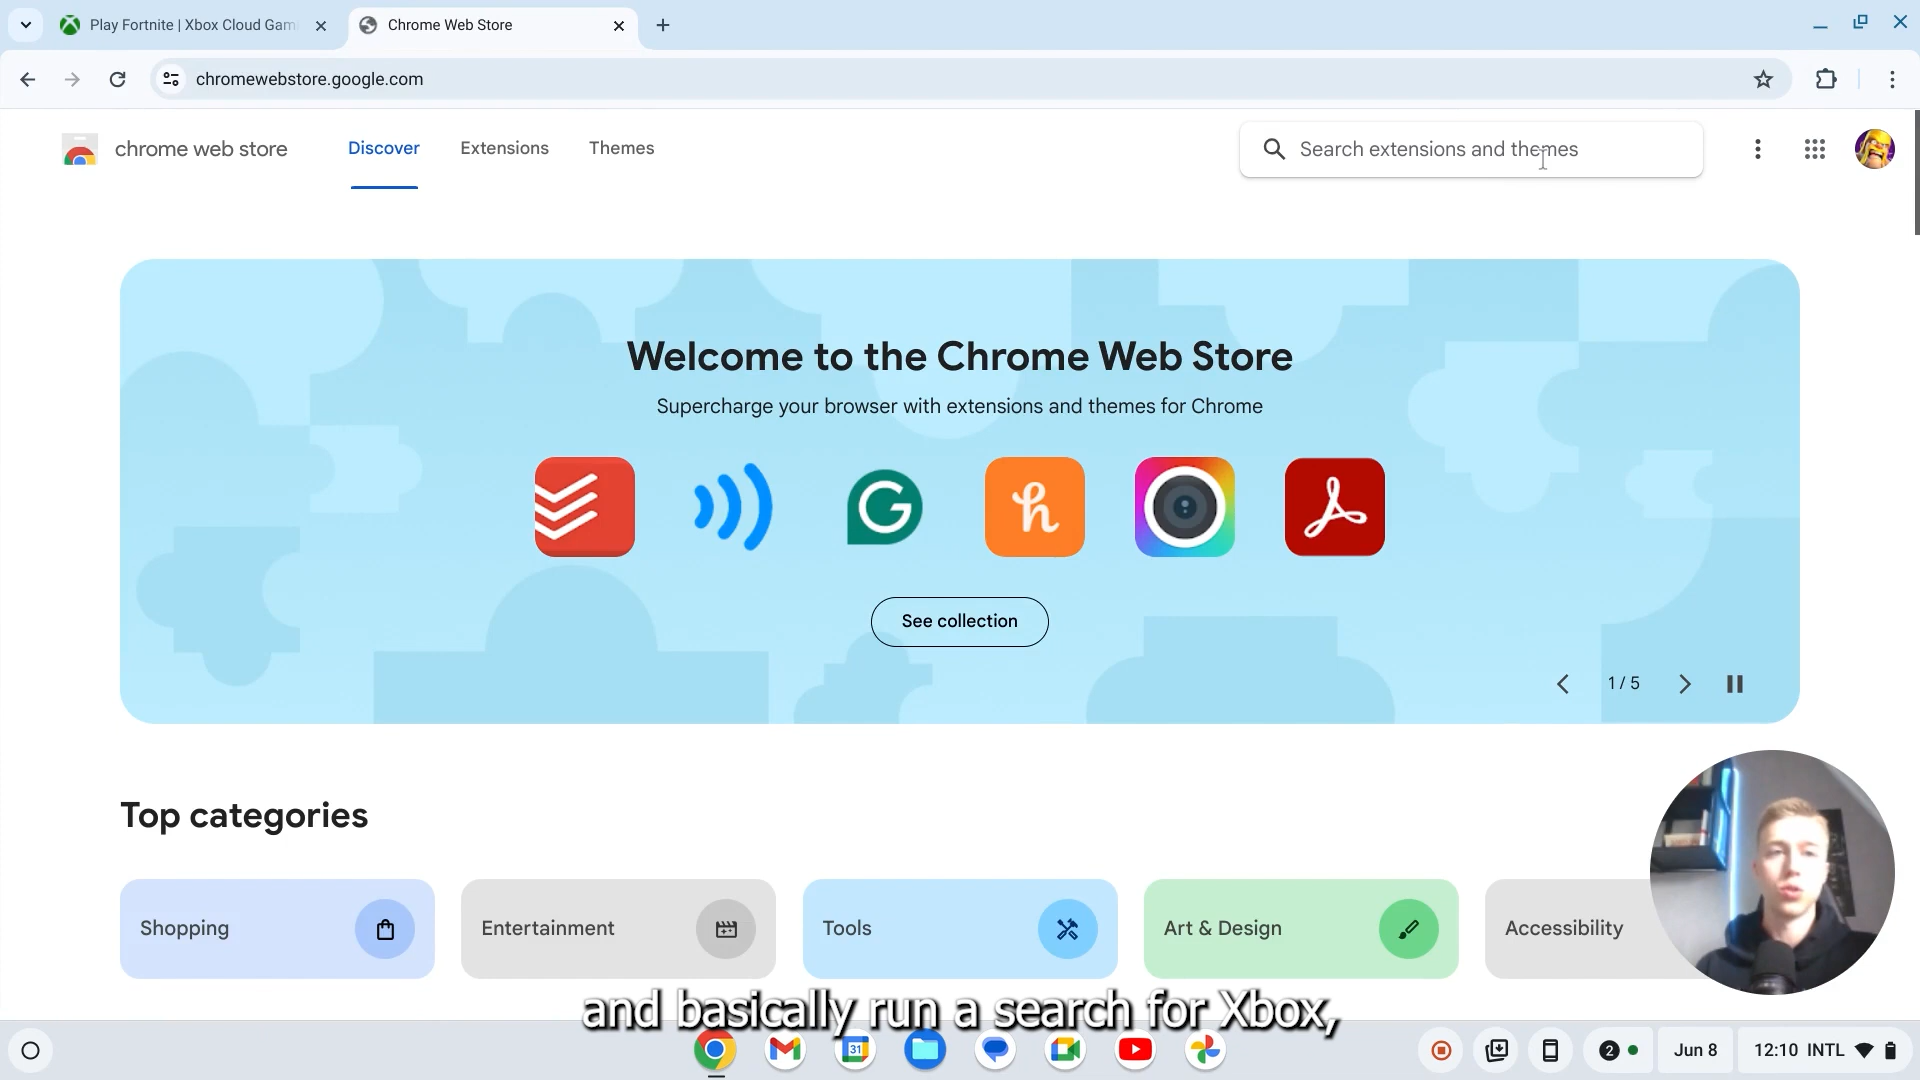 Play Fortnite | Xbox Cloud Gam
Chrome Web Store
chromewebstore.google.com
chrome web store
Discover
Extensions
Themes
Search extensions and themes
Welcome to the Chrome Web Store
Supercharge your browser with extensions and themes for Chrome
See collection
1 / 5
Top categories
Shopping
Entertainment
Tools
Art & Design
Accessibility
and basically run a search for Xbox,
31
2
Jun 8
12:10 INTL